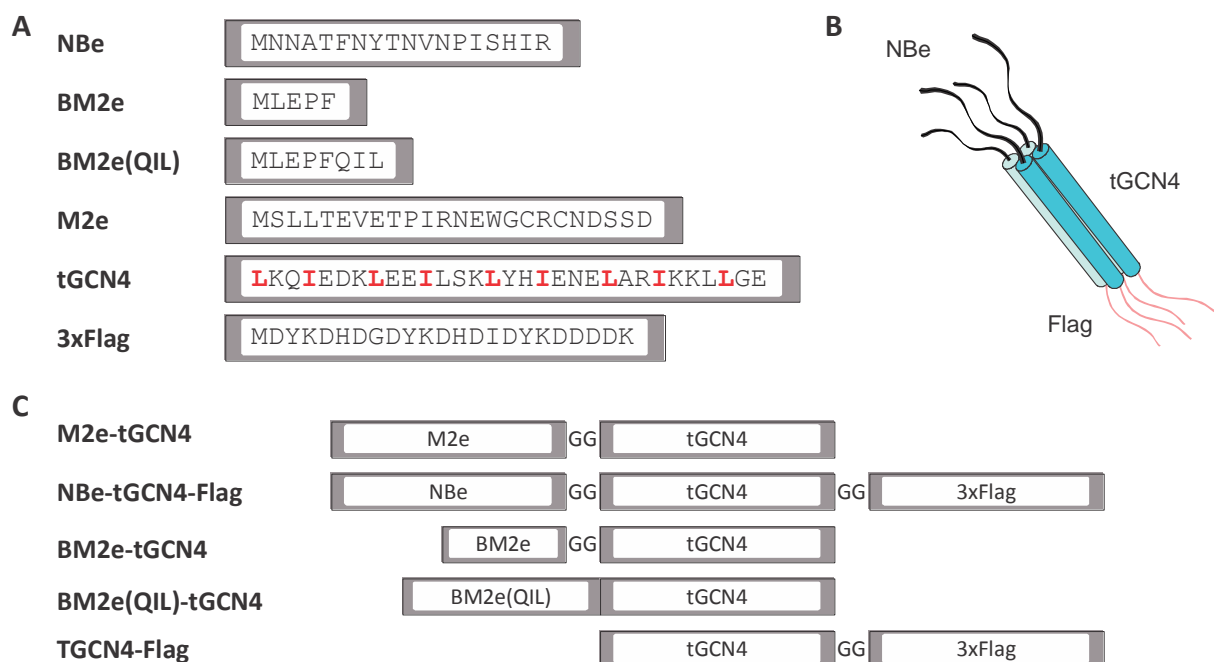 A
NBe MNNATFNYTNVNPISHIR
BM2e MLEPF
BM2e(QIL) MLEPFQIL
M2e MSLLTEVETPIRNEWGCRCNDSSD
tGCN4 LKQIEDKLEEILSKLYHIENELARIKKLLGE
3xFlag MDYKDHDGDYKDHDIDYKDDDDK
B
NBe
tGCN4
Flag
C
M2e-tGCN4 M2e GG tGCN4
NBe-tGCN4-Flag NBe GG tGCN4 GG 3xFlag
BM2e-tGCN4 BM2e GG tGCN4
BM2e(QIL)-tGCN4 BM2e(QIL) tGCN4
TGCN4-Flag tGCN4 GG 3xFlag